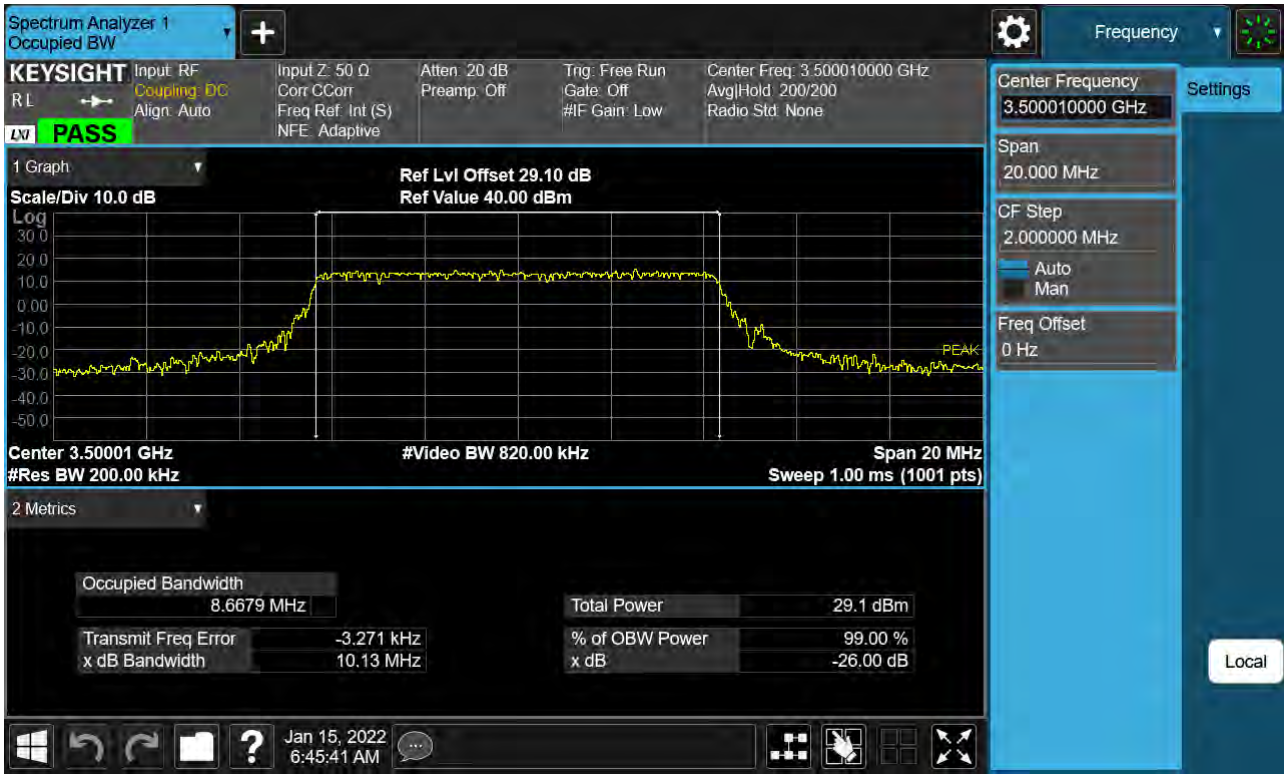 Spectrum Analyzer 1
Occupied BW
+
Frequency
KEYSIGHT
RL
LXI PASS
Input: RF
Coupling: DC
Align: Auto
Input Z: 50 Ω
Corr CCorr
Freq Ref: Int (S)
NFE: Adaptive
Atten: 20 dB
Preamp: Off
Trig: Free Run
Gate: Off
#IF Gain: Low
Center Freq: 3.500010000 GHz
Avg|Hold: 200/200
Radio Std: None
Center Frequency
3.500010000 GHz
Settings
Span
20.000 MHz
CF Step
2.000000 MHz
Auto
Man
Freq Offset
0 Hz
Local
1 Graph
Scale/Div 10.0 dB
Ref Lvl Offset 29.10 dB
Ref Value 40.00 dBm
Log
30.0
20.0
10.0
0.00
-10.0
-20.0
-30.0
-40.0
-50.0
PEAK
Center 3.50001 GHz
#Video BW 820.00 kHz
Span 20 MHz
#Res BW 200.00 kHz
Sweep 1.00 ms (1001 pts)
2 Metrics
Occupied Bandwidth
8.6679 MHz
Total Power 29.1 dBm
Transmit Freq Error -3.271 kHz
% of OBW Power 99.00 %
x dB Bandwidth 10.13 MHz
x dB -26.00 dB
?
Jan 15, 2022
6:45:41 AM